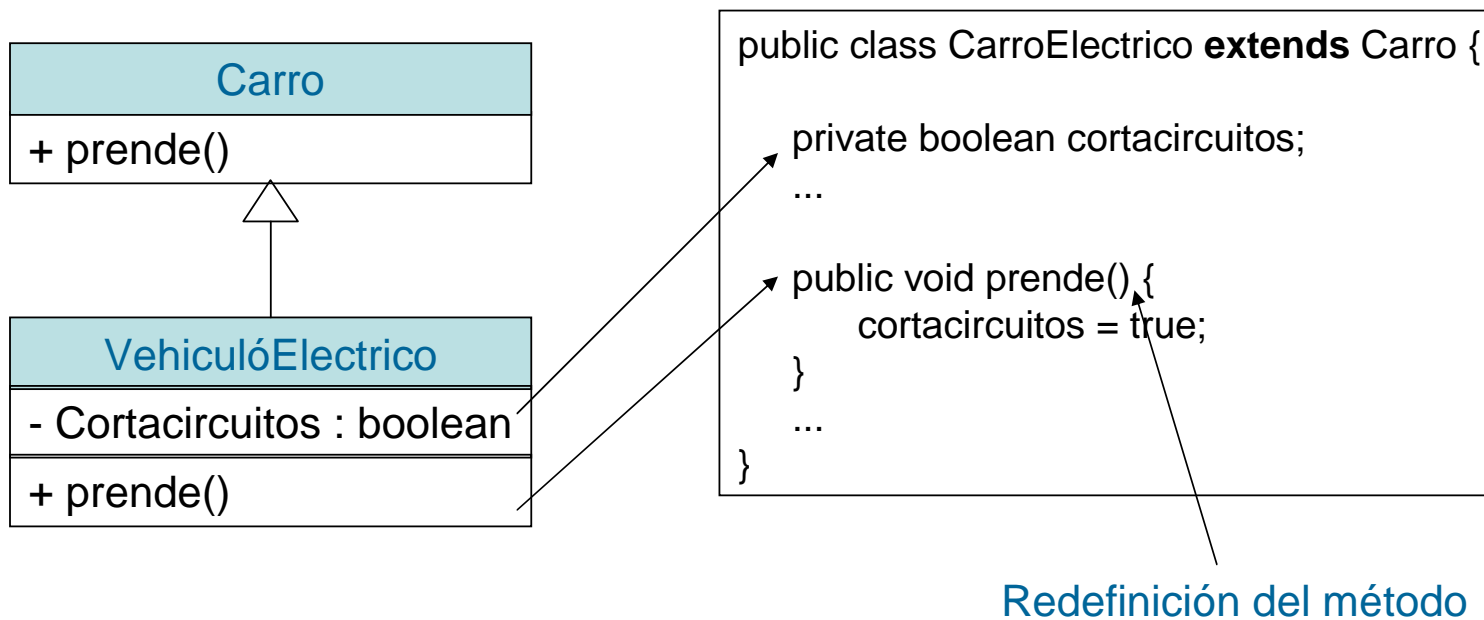 Carro
+ prende()
VehiculóElectrico
- Cortacircuitos : boolean
+ prende()
public class CarroElectrico extends Carro {
private boolean cortacircuitos;
...
public void prende() {
cortacircuitos = true;
}
...
}
Redefinición del método